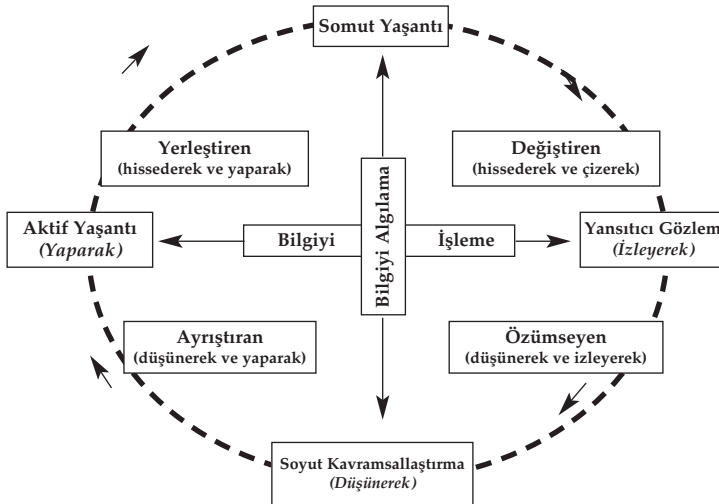 Somut Yaşantı
Yerleştiren
(hissederek ve yaparak)
Değiştiren
(hissederek ve çizerek)
Aktif Yaşantı
(Yaparak)
Bilgiyi
Bilgiyi Algılama
İşleme
Yansıtıcı Gözlem
(İzleyerek)
Ayrıştıran
(düşünerek ve yaparak)
Özümseyen
(düşünerek ve izleyerek)
Soyut Kavramsallaştırma
(Düşünerek)